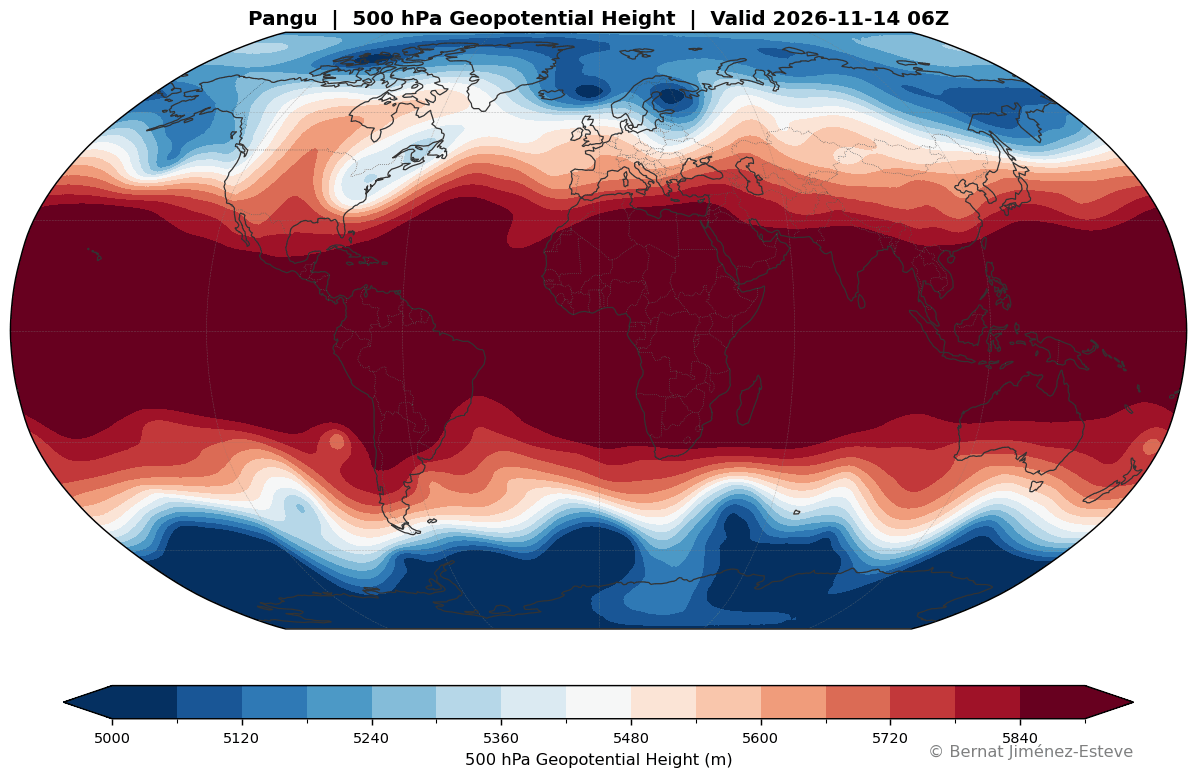 Pangu | 500 hPa Geopotential Height | Valid 2026-11-14 06Z
5000 5120 5240 5360 5480 5600 5720 5840
500 hPa Geopotential Height (m)
© Bernat Jiménez-Esteve